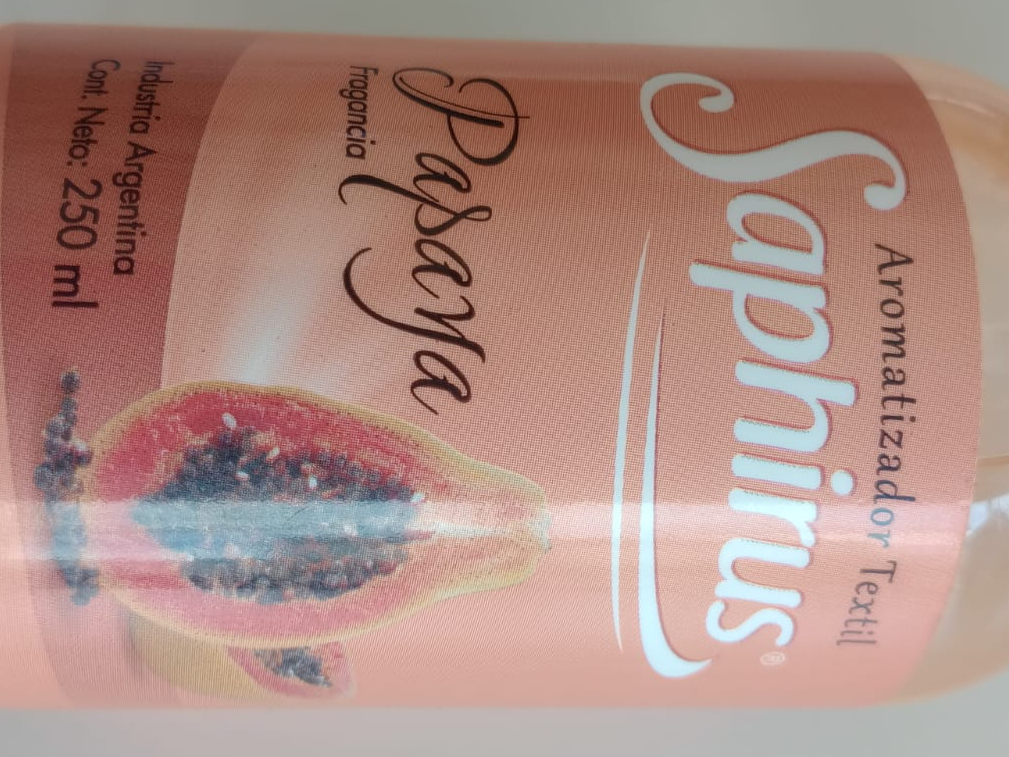 Aromatizador Textil
Saphirus®
Papaya
Fragancia
Industria Argentina
Cont. Neto: 250 ml